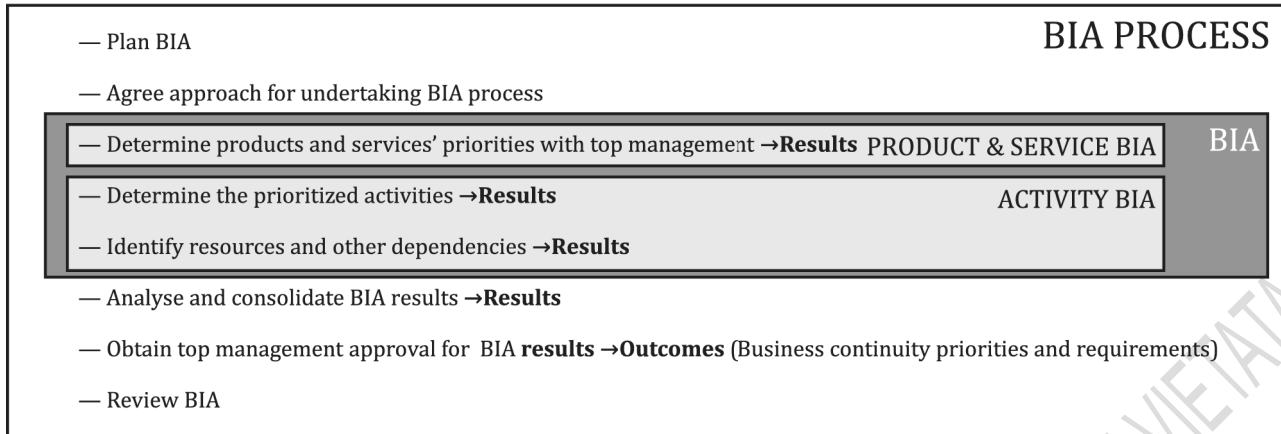 BIA PROCESS
— Plan BIA
— Agree approach for undertaking BIA process
BIA
— Determine products and services’ priorities with top management →Results PRODUCT & SERVICE BIA
— Determine the prioritized activities →Results ACTIVITY BIA
— Identify resources and other dependencies →Results
— Analyse and consolidate BIA results →Results
— Obtain top management approval for BIA results →Outcomes (Business continuity priorities and requirements)
— Review BIA